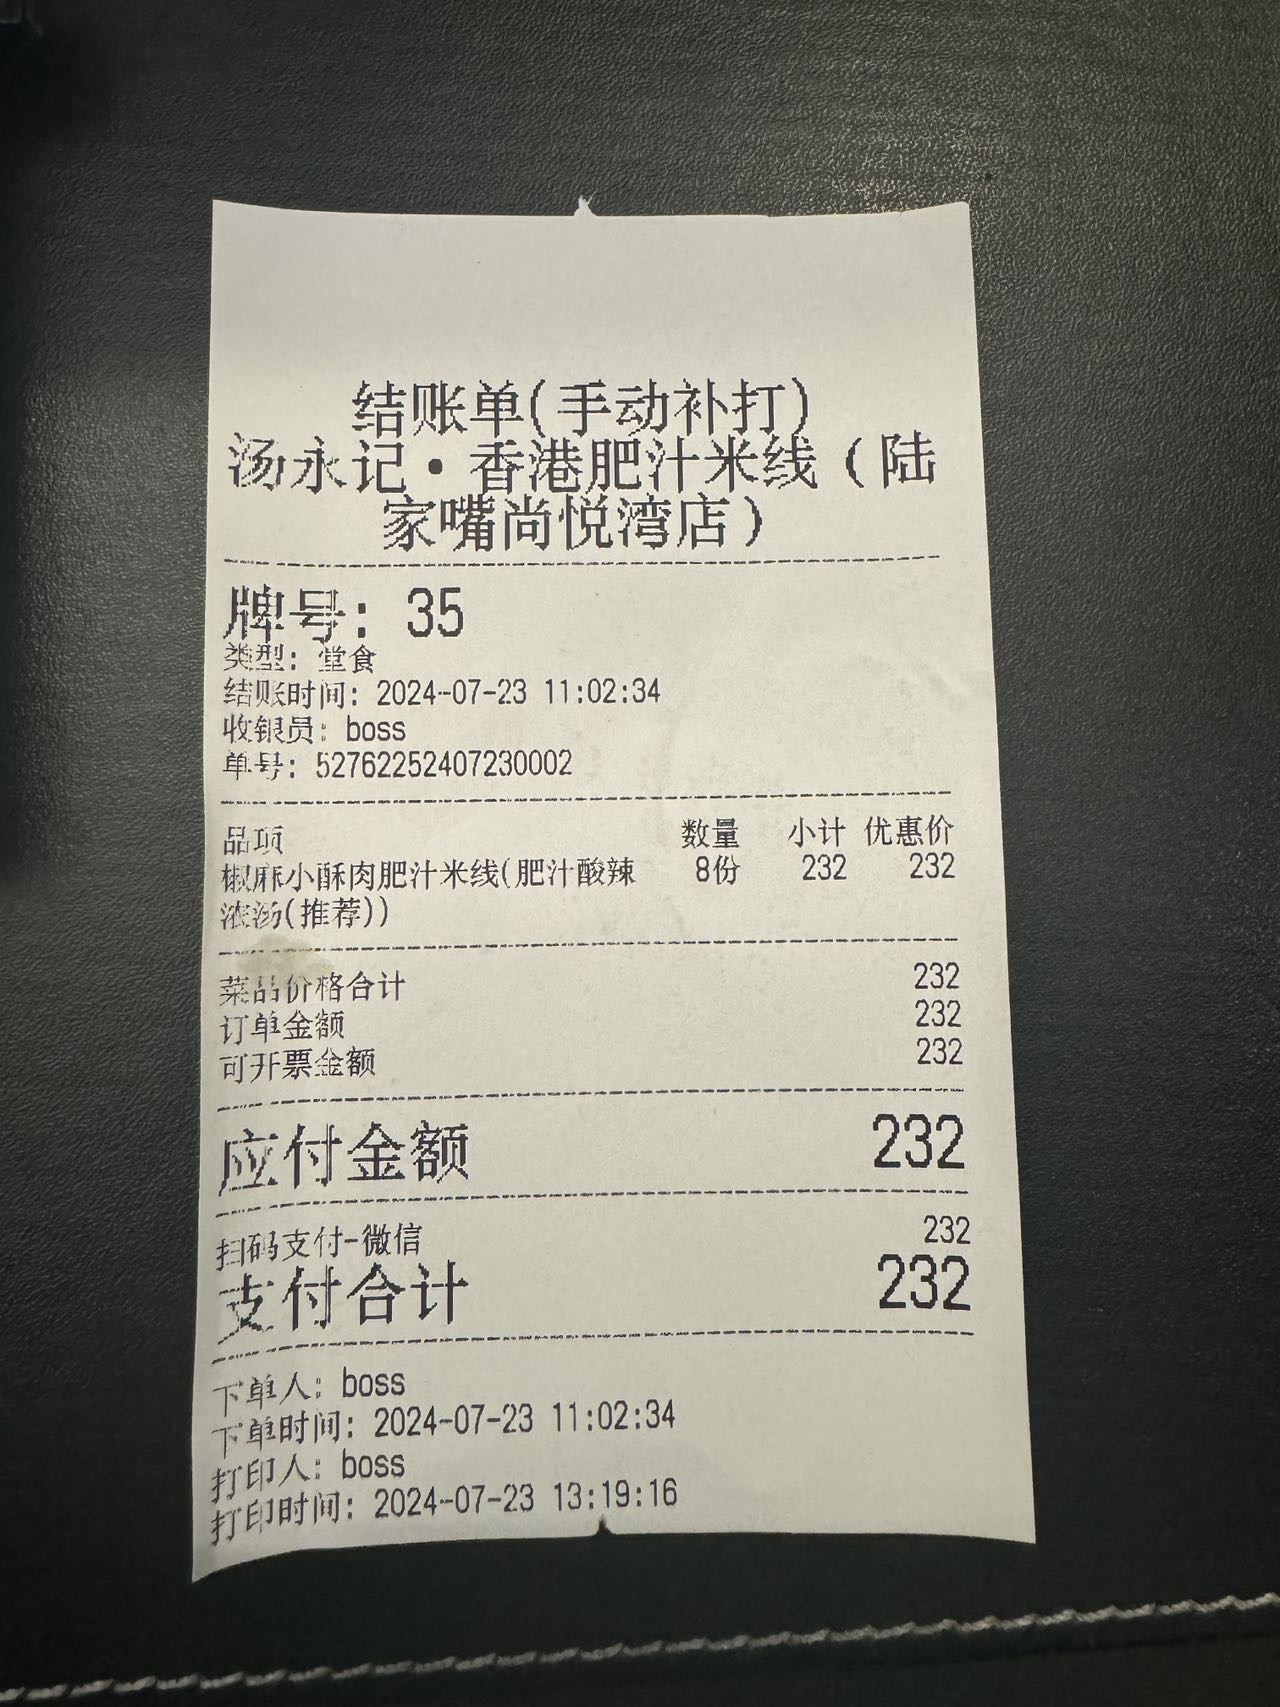 结账单(手动补打)
汤永记·香港肥汁米线(陆
家嘴尚悦湾店)
牌号: 35
类型: 堂食
结账时间: 2024-07-23 11:02:34
收银员: boss
单号: 52762252407230002
品项 数量 小计 优惠价
椒麻小酥肉肥汁米线(肥汁酸辣 8份 232 232
浓汤(推荐))
菜品价格合计 232
订单金额 232
可开票金额 232
应付金额 232
扫码支付-微信 232
支付合计 232
下单人: boss
下单时间: 2024-07-23 11:02:34
打印人: boss
打印时间: 2024-07-23 13:19:16